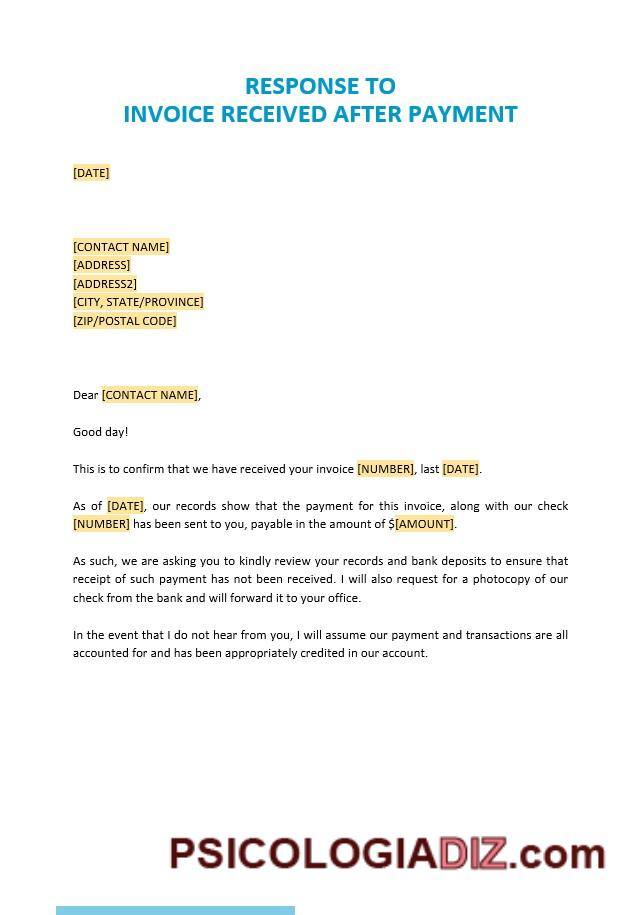 RESPONSE TO
INVOICE RECEIVED AFTER PAYMENT
[DATE]
[CONTACT NAME]
[ADDRESS]
[ADDRESS2]
[CITY, STATE/PROVINCE]
[ZIP/POSTAL CODE]
Dear [CONTACT NAME],
Good day!
This is to confirm that we have received your invoice [NUMBER], last [DATE].
As of [DATE], our records show that the payment for this invoice, along with our check
[NUMBER] has been sent to you, payable in the amount of $[AMOUNT].
As such, we are asking you to kindly review your records and bank deposits to ensure that
receipt of such payment has not been received. I will also request for a photocopy of our
check from the bank and will forward it to your office.
In the event that I do not hear from you, I will assume our payment and transactions are all
accounted for and has been appropriately credited in our account.
PSICOLOGIADIZ.com